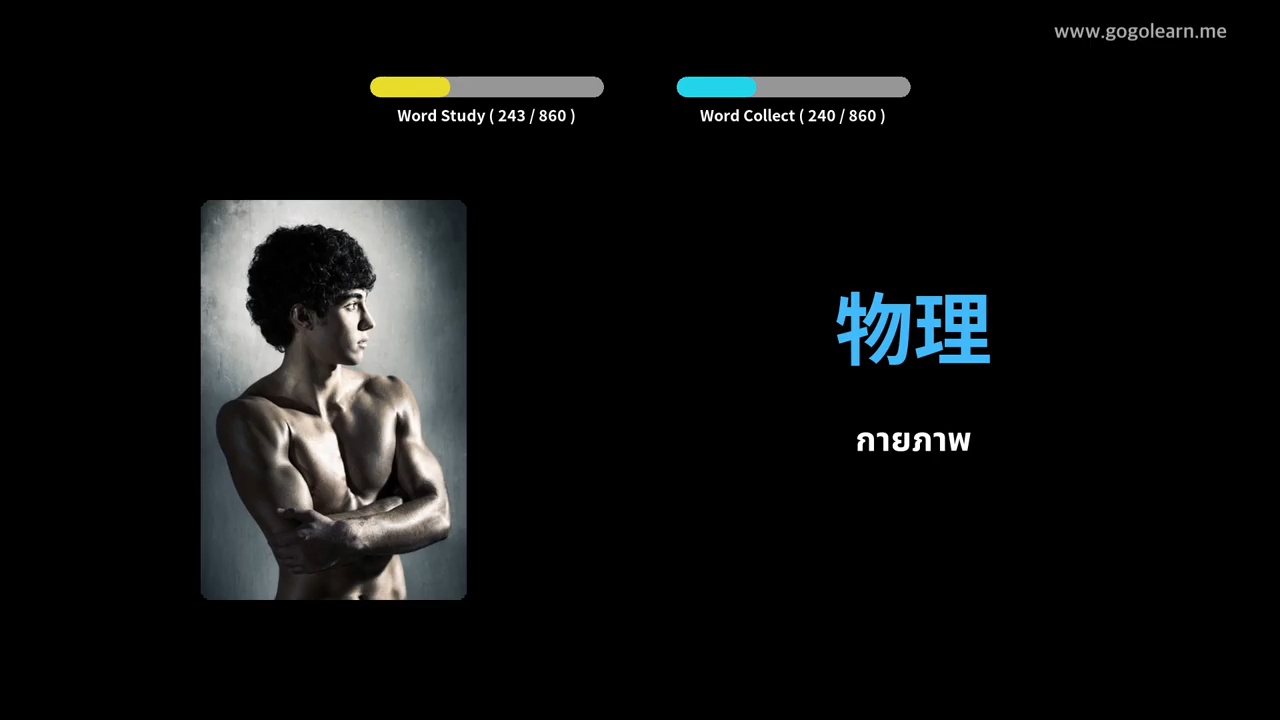 www.gogolearn.me
Word Study ( 243 / 860 )
Word Collect ( 240 / 860 )
物理
กายภาพ